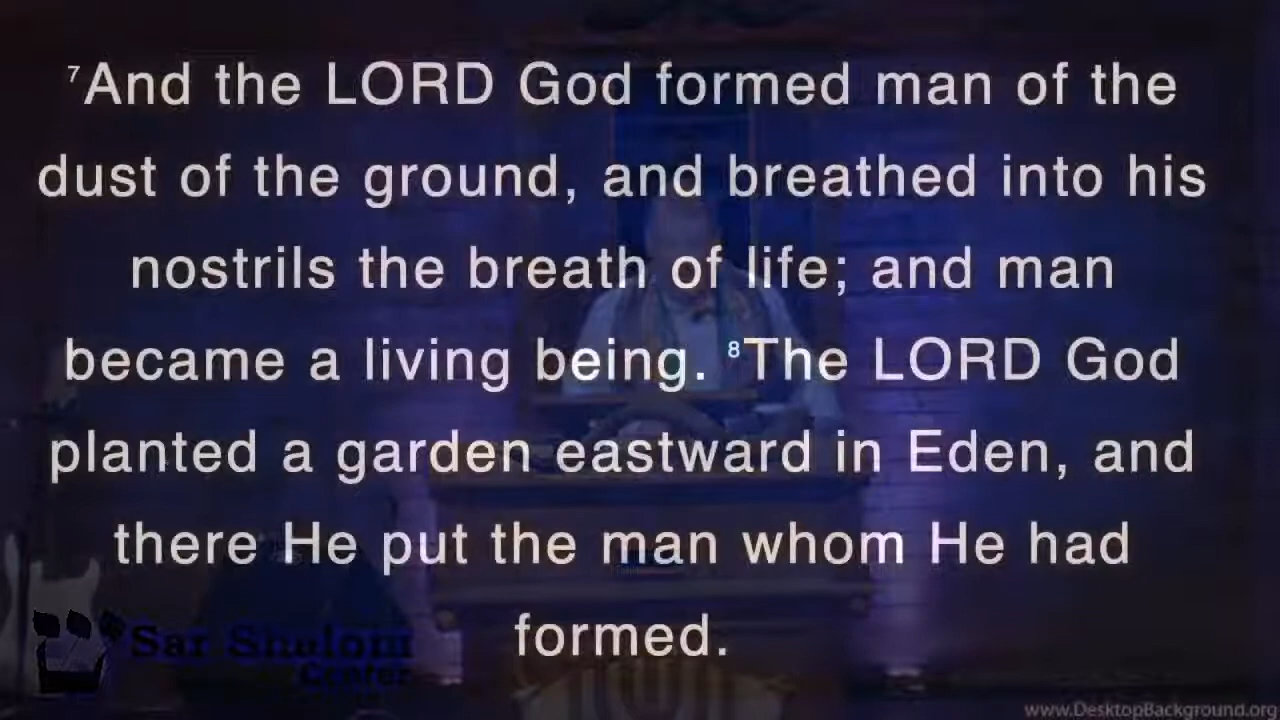 ⁷And the LORD God formed man of the
dust of the ground, and breathed into his
nostrils the breath of life; and man
became a living being. ⁸The LORD God
planted a garden eastward in Eden, and
there He put the man whom He had
formed.
Sar Shalom
Center
www.DesktopBackground.org